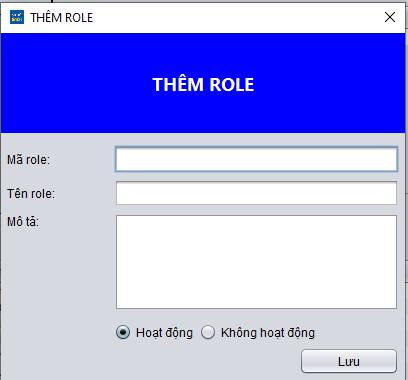 THÊM ROLE
THÊM ROLE
Mã role:
Tên role:
Mô tả:
Hoạt động Không hoạt động
Lưu